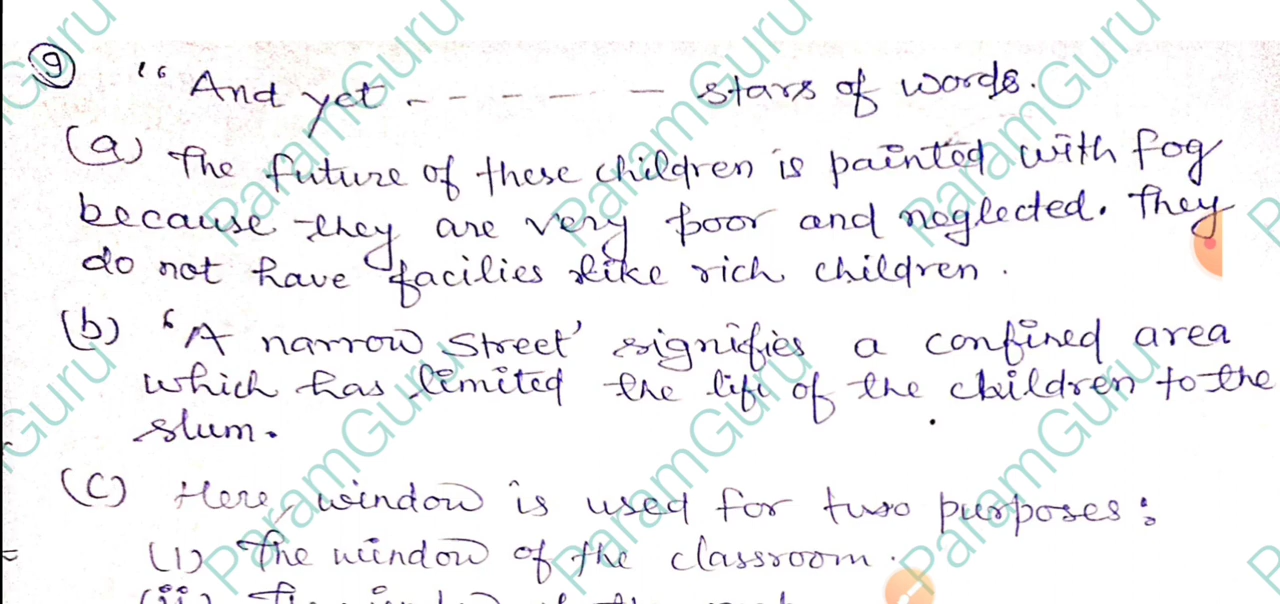 9 "And yet - - - - - - stars of words.
(a) The future of these children is painted with fog
because they are very poor and neglected. They
do not have facilies like rich children.
(b) 'A narrow street' signifies a confined area
which has limited the life of the children to the
slum.
(C) Here, window is used for two purposes:
(i) The window of the classroom.
(ii)
ParamGuru